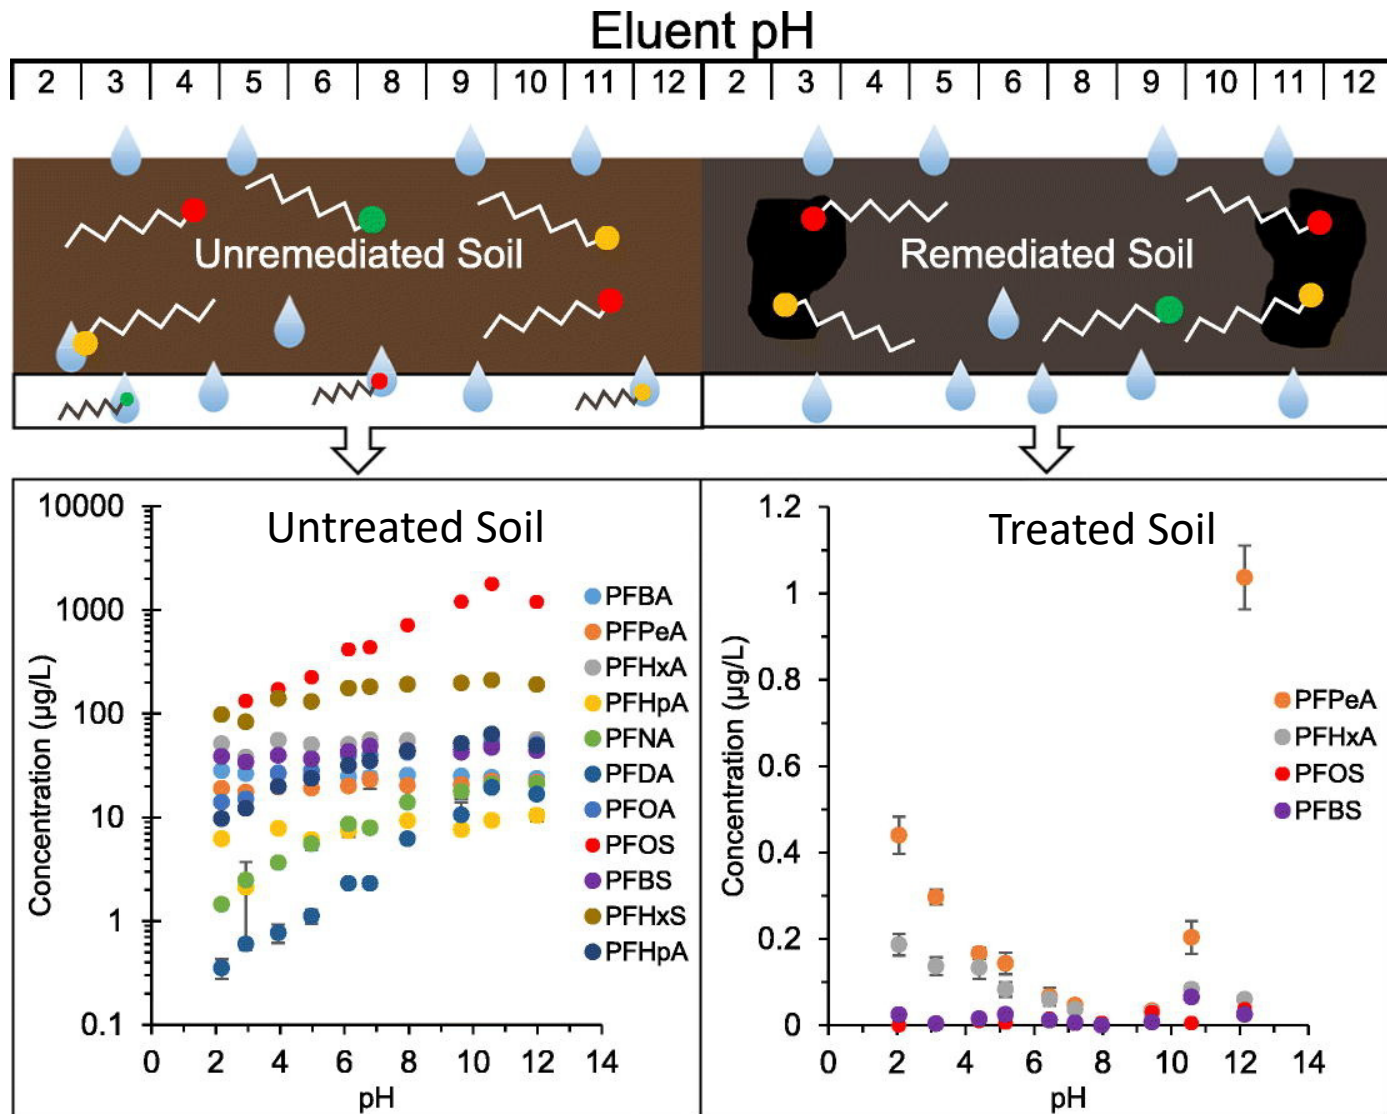 Eluent pH
2 3 4 5 6 7 8 9 10 11 12 2 3 4 5 6 7 8 9 10 11 12
Unremediated Soil
Remediated Soil
Untreated Soil
Concentration (µg/L)
10000
1000
100
10
1
0.1
0 2 4 6 8 10 12 14
pH
PFBA
PFPeA
PFHxA
PFHpA
PFNA
PFDA
PFOA
PFOS
PFBS
PFHxS
PFHpA
Treated Soil
Concentration (µg/L)
1.2
1
0.8
0.6
0.4
0.2
0
0 2 4 6 8 10 12 14
pH
PFPeA
PFHxA
PFOS
PFBS